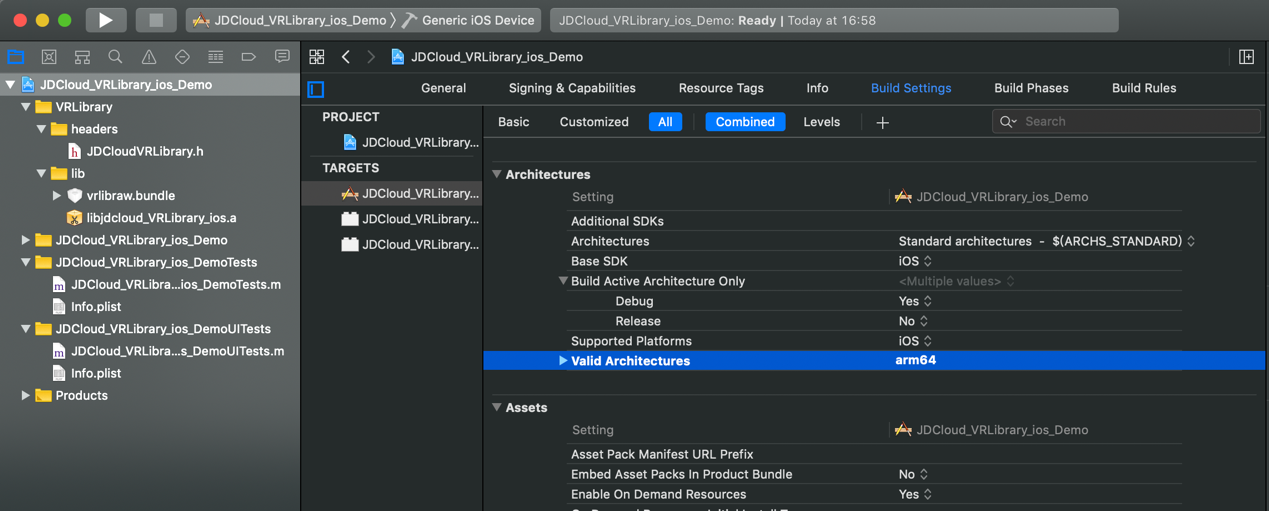 JDCloud_VRLibrary_ios_Demo Generic iOS Device
JDCloud_VRLibrary_ios_Demo: Ready | Today at 16:58
JDCloud_VRLibrary_ios_Demo
VRLibrary
headers
JDCloudVRLibrary.h
lib
vrlibraw.bundle
libjdcloud_VRLibrary_ios.a
JDCloud_VRLibrary_ios_Demo
JDCloud_VRLibrary_ios_DemoTests
JDCloud_VRLibra...ios_DemoTests.m
Info.plist
JDCloud_VRLibrary_ios_DemoUITests
JDCloud_VRLibra...s_DemoUITests.m
Info.plist
Products
JDCloud_VRLibrary_ios_Demo
General Signing & Capabilities Resource Tags Info Build Settings Build Phases Build Rules
PROJECT
JDCloud_VRLibrary...
TARGETS
JDCloud_VRLibrary...
JDCloud_VRLibrary...
JDCloud_VRLibrary...
Basic Customized All Combined Levels Search
Architectures
Setting JDCloud_VRLibrary_ios_Demo
Additional SDKs
Architectures Standard architectures - $(ARCHS_STANDARD)
Base SDK iOS
Build Active Architecture Only <Multiple values>
Debug Yes
Release No
Supported Platforms iOS
Valid Architectures arm64
Assets
Setting JDCloud_VRLibrary_ios_Demo
Asset Pack Manifest URL Prefix
Embed Asset Packs In Product Bundle No
Enable On Demand Resources Yes